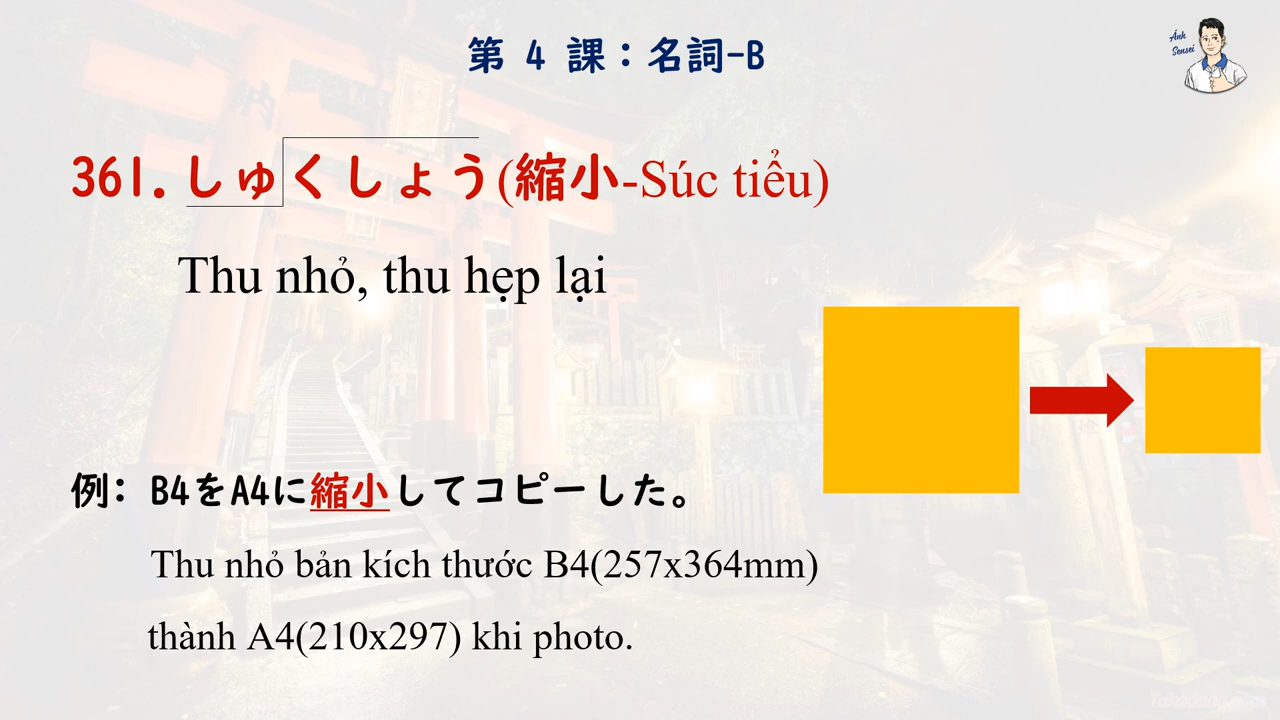 第 4 課：名詞-B
Anh
Sensei
361.しゅくしょう(縮小-Súc tiểu)
Thu nhỏ, thu hẹp lại
例：B4をA4に縮小してコピーした。
Thu nhỏ bản kích thước B4(257x364mm)
thành A4(210x297) khi photo.